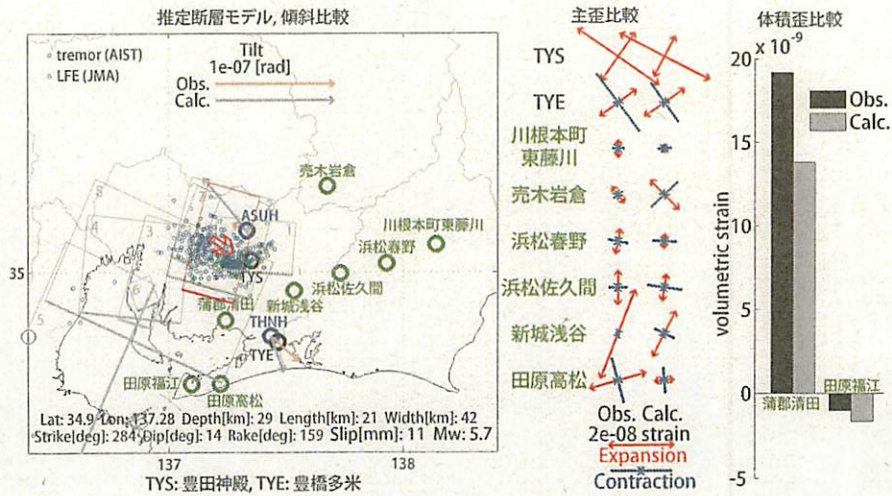 推定断層モデル, 傾斜比較
tremor (AIST)
LFE (JMA)
Tilt
1e-07 [rad]
Obs.
Calc.
売木岩倉
ASUH
川根本町東藤川
浜松春野
TYS
浜松佐久間
蒲郡清田
新城浅谷
THNH
TYE
田原福江
田原高松
1
2
3
4
5
6
8
35
Lat: 34.9 Lon: 137.28 Depth[km]: 29 Length[km]: 21 Width[km]: 42
Strike[deg]: 284 Dip[deg]: 14 Rake[deg]: 159 Slip[mm]: 11 Mw: 5.7
137
138
TYS: 豊田神殿, TYE: 豊橋多米
主歪比較
TYS
TYE
川根本町
東藤川
売木岩倉
浜松春野
浜松佐久間
新城浅谷
田原高松
Obs. Calc.
2e-08 strain
Expansion
Contraction
体積歪比較
x 10-9
20
15
10
5
0
-5
volumetric strain
Obs.
Calc.
蒲郡清田
田原福江